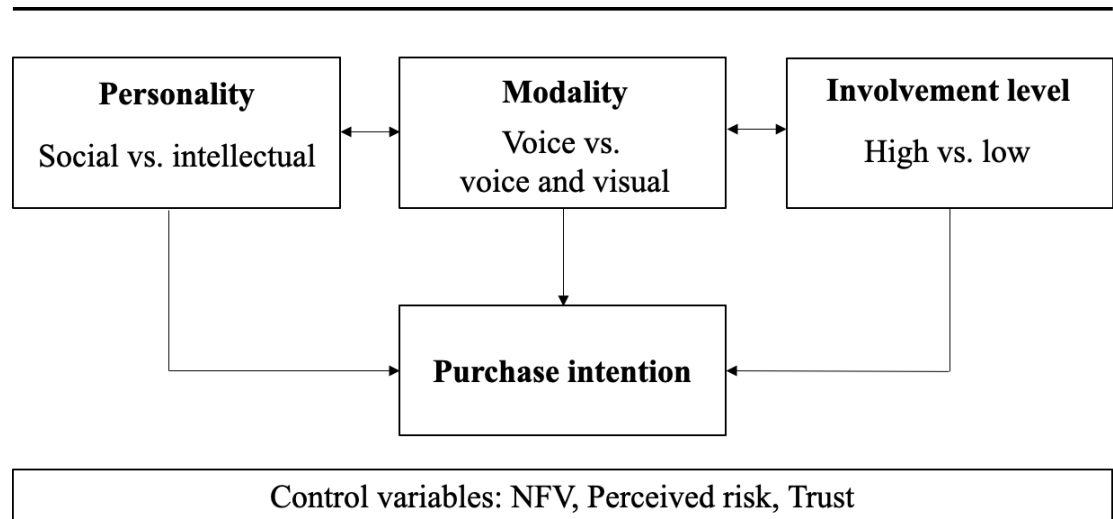 Personality
Social vs. intellectual
Modality
Voice vs.
voice and visual
Involvement level
High vs. low
Purchase intention
Control variables: NFV, Perceived risk, Trust